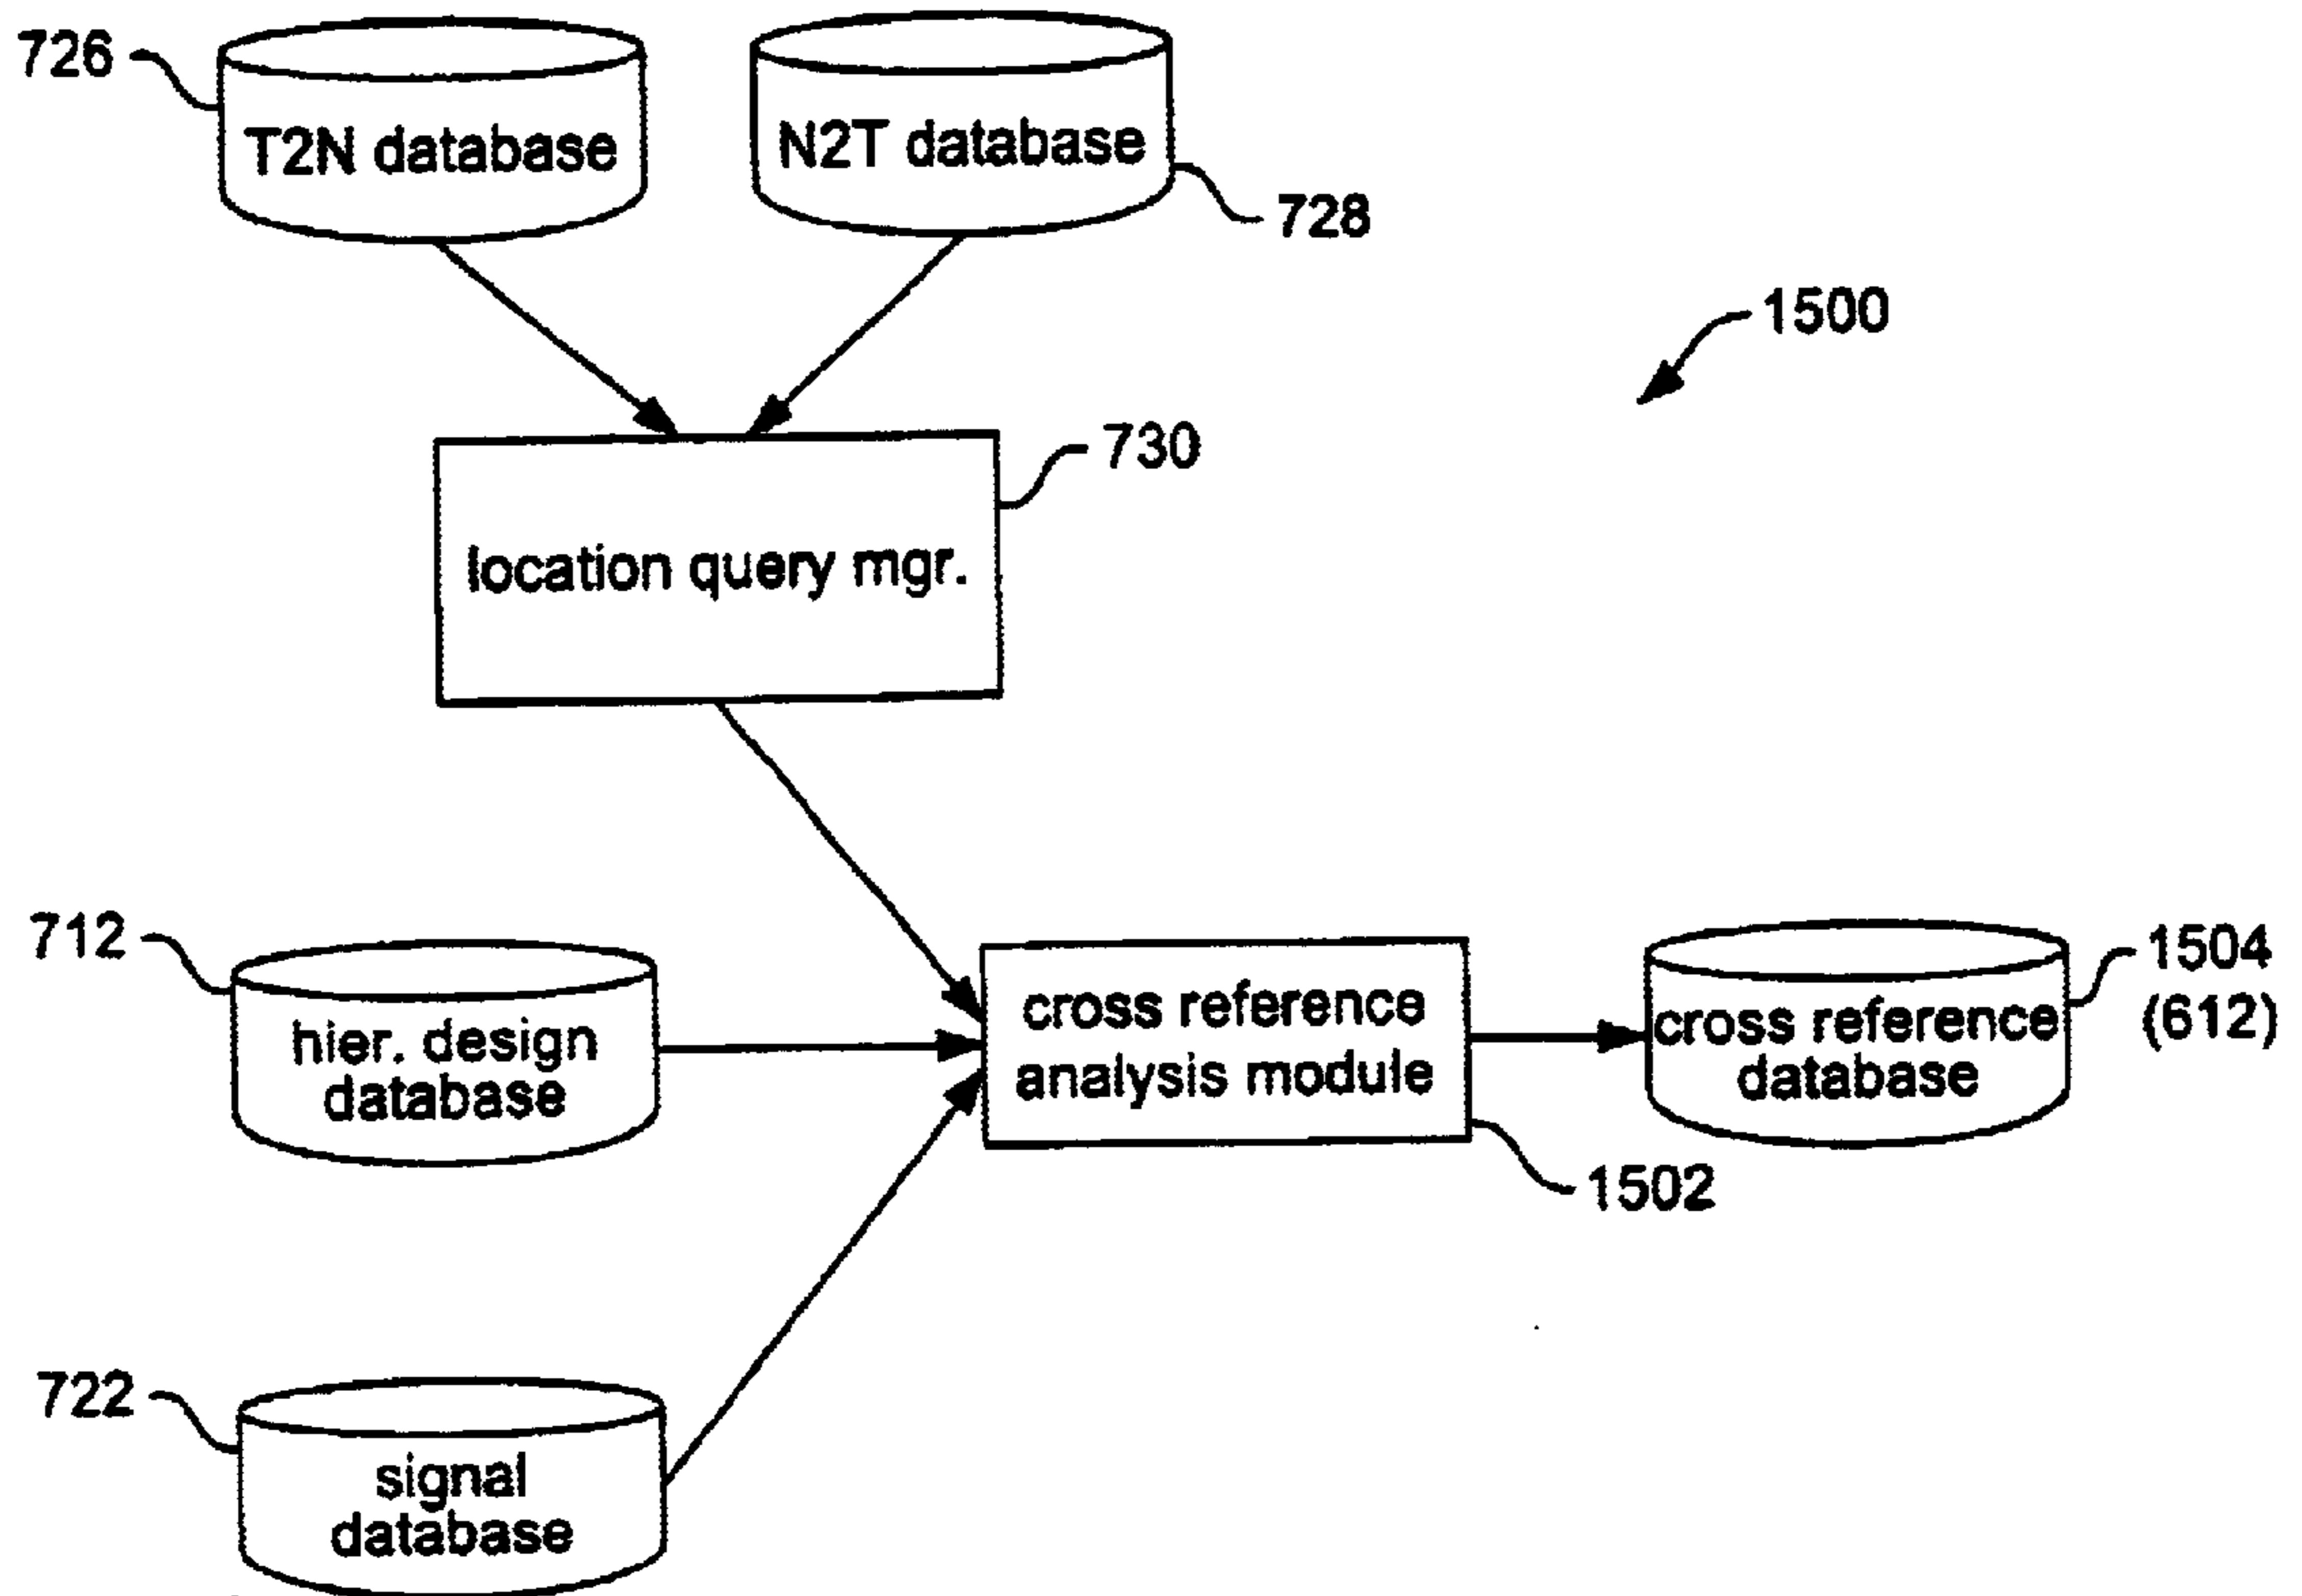 726
T2N database
N2T database
728
1500
730
location query mgr.
712
hier. design
database
cross reference
analysis module
cross reference
database
1504
(612)
1502
722
signal
database